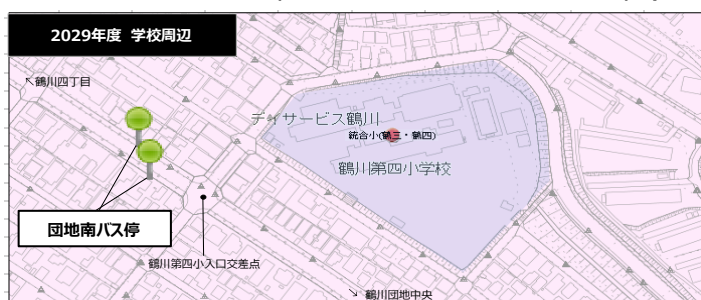 2029年度 学校周辺
↖鶴川四丁目
デイサービス鶴川
統合小(鶴三・鶴四)
鶴川第四小学校
団地南バス停
鶴川第四小入口交差点
↘ 鶴川団地中央